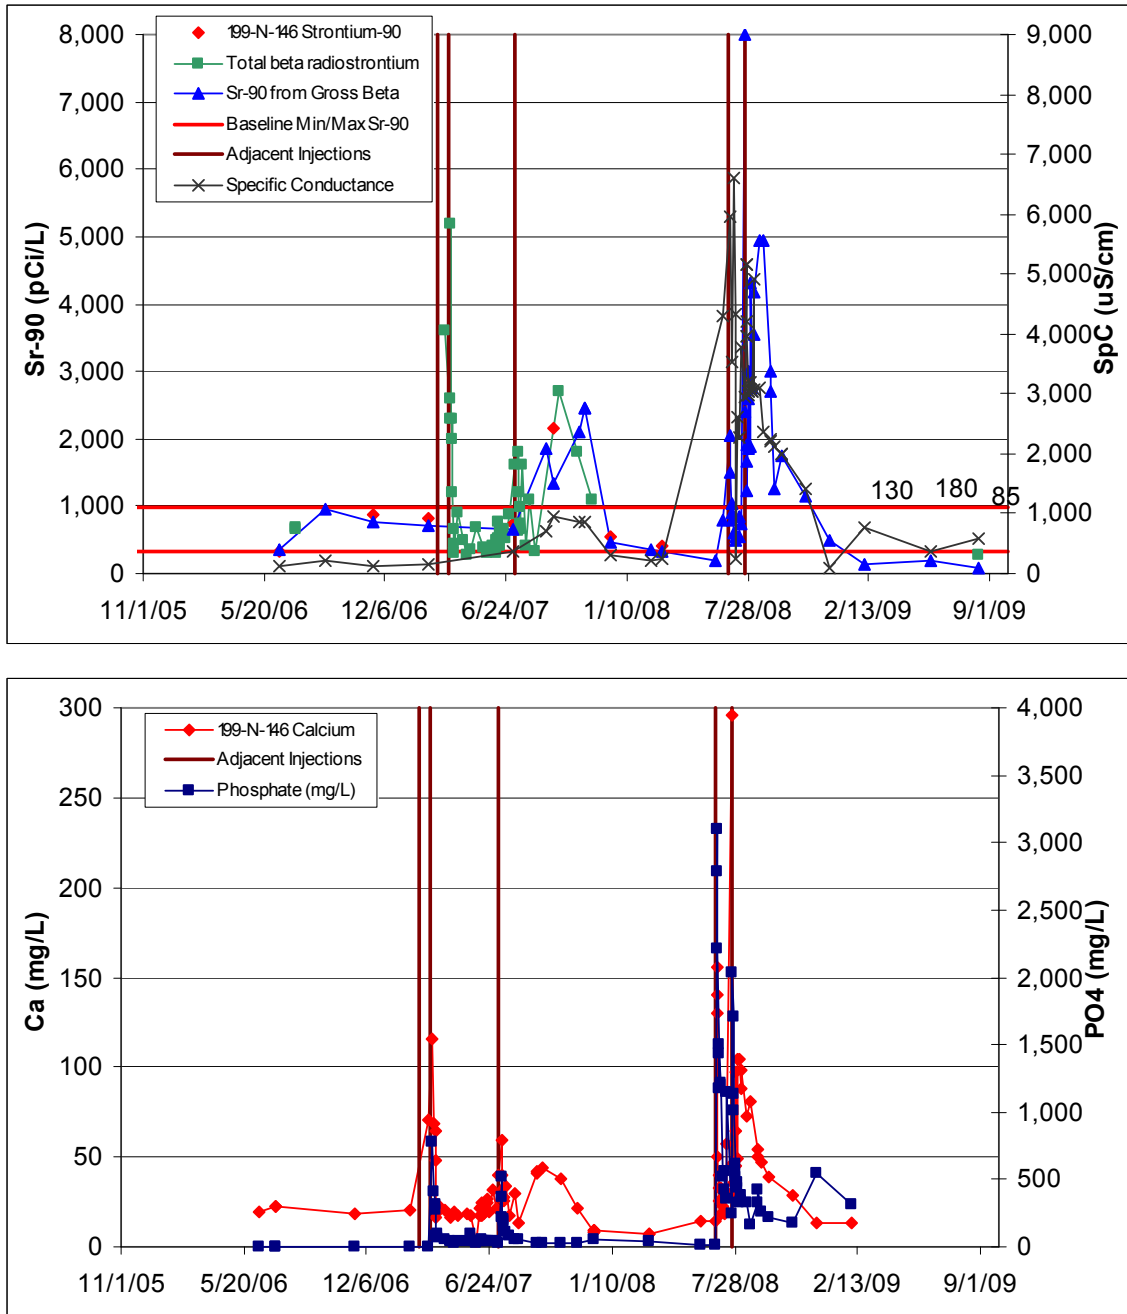 199-N-146 Strontium-90
Total beta radiostrontium
Sr-90 from Gross Beta
Baseline Min/Max Sr-90
Adjacent Injections
Specific Conductance
8,000
7,000
6,000
5,000
4,000
3,000
2,000
1,000
0
Sr-90 (pCi/L)
9,000
8,000
7,000
6,000
5,000
4,000
3,000
2,000
1,000
0
SpC (uS/cm)
130
180
85
11/1/05 5/20/06 12/6/06 6/24/07 1/10/08 7/28/08 2/13/09 9/1/09
199-N-146 Calcium
Adjacent Injections
Phosphate (mg/L)
300
250
200
150
100
50
0
Ca (mg/L)
4,000
3,500
3,000
2,500
2,000
1,500
1,000
500
0
PO4 (mg/L)
11/1/05 5/20/06 12/6/06 6/24/07 1/10/08 7/28/08 2/13/09 9/1/09